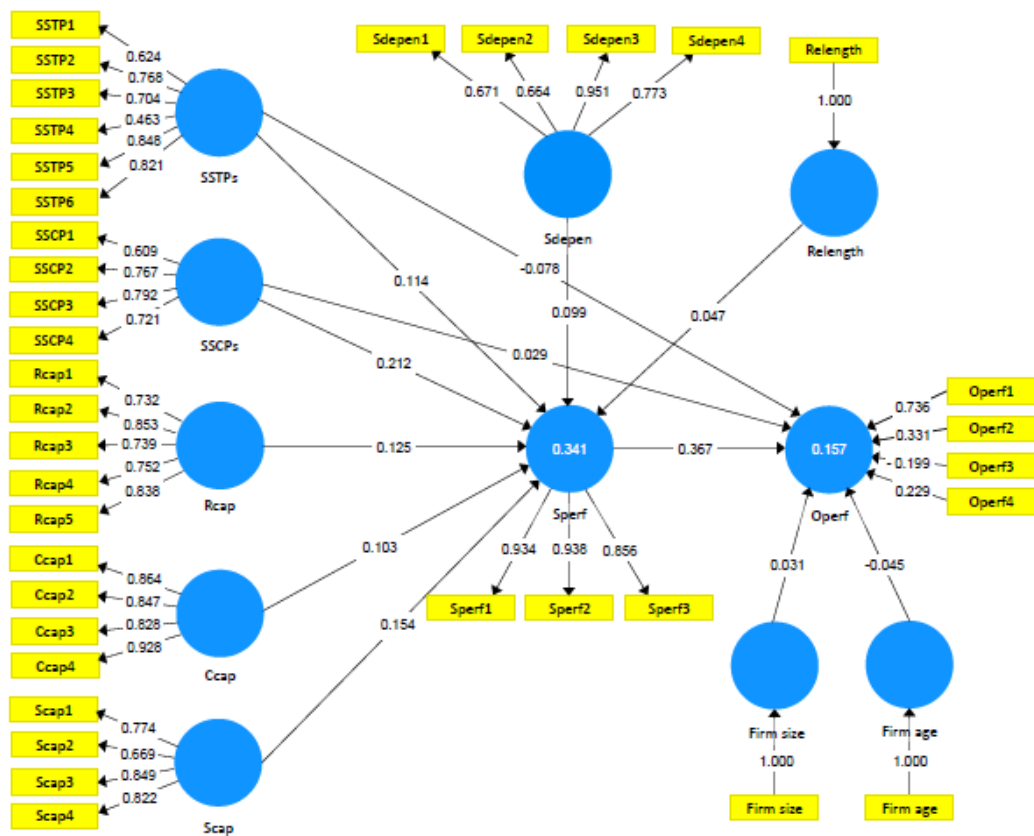 SSTP1
SSTP2
SSTP3
SSTP4
SSTP5
SSTP6
0.624
0.768
0.704
0.463
0.848
0.821
SSTPs
SSCP1
SSCP2
SSCP3
SSCP4
0.609
0.767
0.792
0.721
SSCPs
Rcap1
Rcap2
Rcap3
Rcap4
Rcap5
0.732
0.853
0.739
0.752
0.838
Rcap
Ccap1
Ccap2
Ccap3
Ccap4
0.864
0.847
0.828
0.928
Ccap
Scap1
Scap2
Scap3
Scap4
0.774
0.669
0.849
0.822
Scap
Sdepen1
Sdepen2
Sdepen3
Sdepen4
0.671
0.664
0.951
0.773
Sdepen
Relength
1.000
Relength
-0.078
0.114
0.099
0.047
0.029
0.212
0.125
0.103
0.154
0.341
Sperf
0.367
0.157
Operf
0.934
0.938
0.856
Sperf1
Sperf2
Sperf3
Operf1
Operf2
Operf3
Operf4
0.736
0.331
-0.199
0.229
0.031
-0.045
Firm size
Firm age
1.000
1.000
Firm size
Firm age